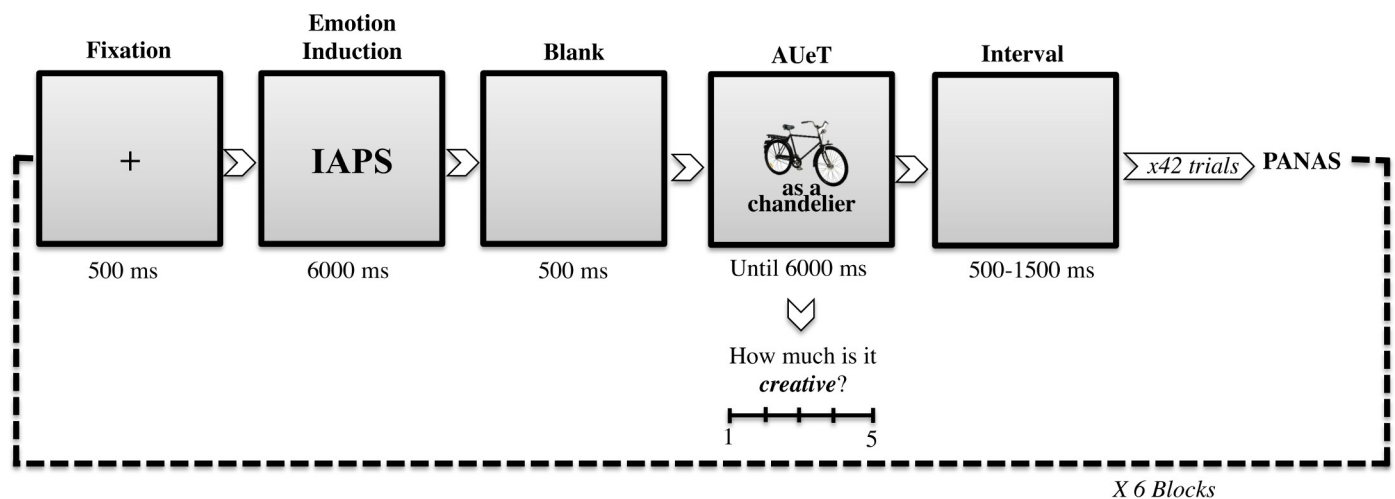 Fixation
Emotion
Induction
Blank
AUeT
Interval
+
IAPS
as a
chandelier
x42 trials
PANAS
500 ms
6000 ms
500 ms
Until 6000 ms
500-1500 ms
How much is it
creative?
1 5
X 6 Blocks